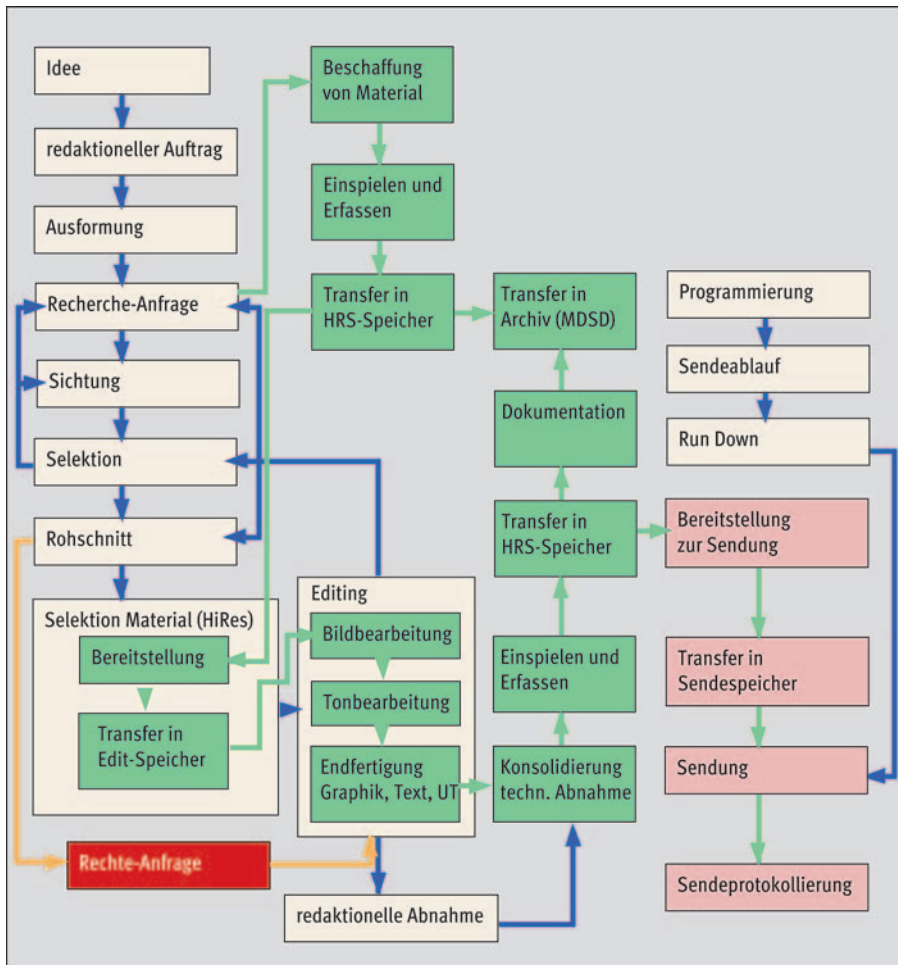 Idee
redaktioneller Auftrag
Ausformung
Recherche-Anfrage
Sichtung
Selektion
Rohschnitt
Selektion Material (HiRes)
Bereitstellung
Transfer in
Edit-Speicher
Rechte-Anfrage
Beschaffung
von Material
Einspielen und
Erfassen
Transfer in
HRS-Speicher
Editing
Bildbearbeitung
Tonbearbeitung
Endfertigung
Graphik, Text, UT
redaktionelle Abnahme
Transfer in
Archiv (MDSD)
Dokumentation
Transfer in
HRS-Speicher
Einspielen und
Erfassen
Konsolidierung
techn. Abnahme
Programmierung
Sendeablauf
Run Down
Bereitstellung
zur Sendung
Transfer in
Sendespeicher
Sendung
Sendeprotokollierung